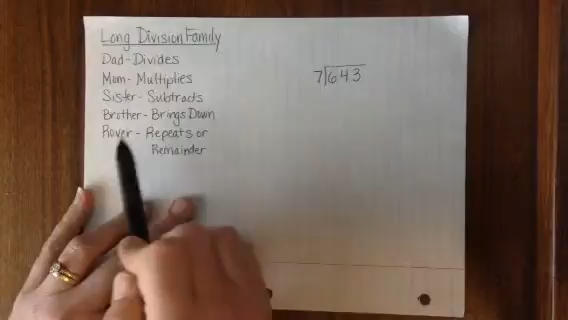 Long Division Family
Dad- Divides
Mom- Multiplies
Sister- Subtracts
Brother- Brings Down
Rover- Repeats or
Remainder
7)643